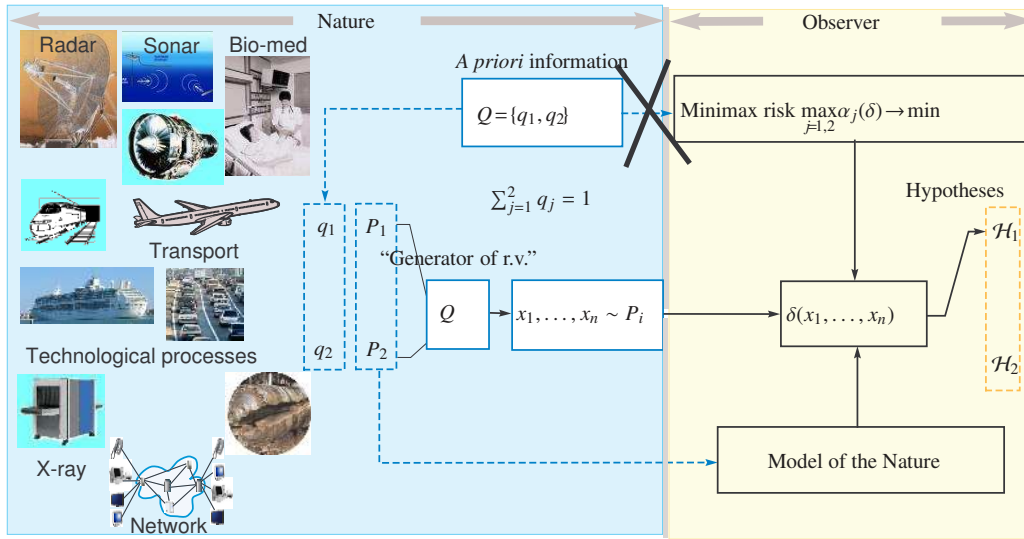 Nature
Observer
Radar
Sonar
Bio-med
A priori information
Q = {q₁, q₂}
Minimax risk max αⱼ(δ) → min
j=1,2
∑²ⱼ₌₁ qⱼ = 1
Hypotheses
Transport
q₁
P₁
"Generator of r.v."
ℋ₁
Q
x₁, . . . , xₙ ∼ Pᵢ
δ(x₁, . . . , xₙ)
Technological processes
q₂
P₂
ℋ₂
X-ray
Model of the Nature
Network